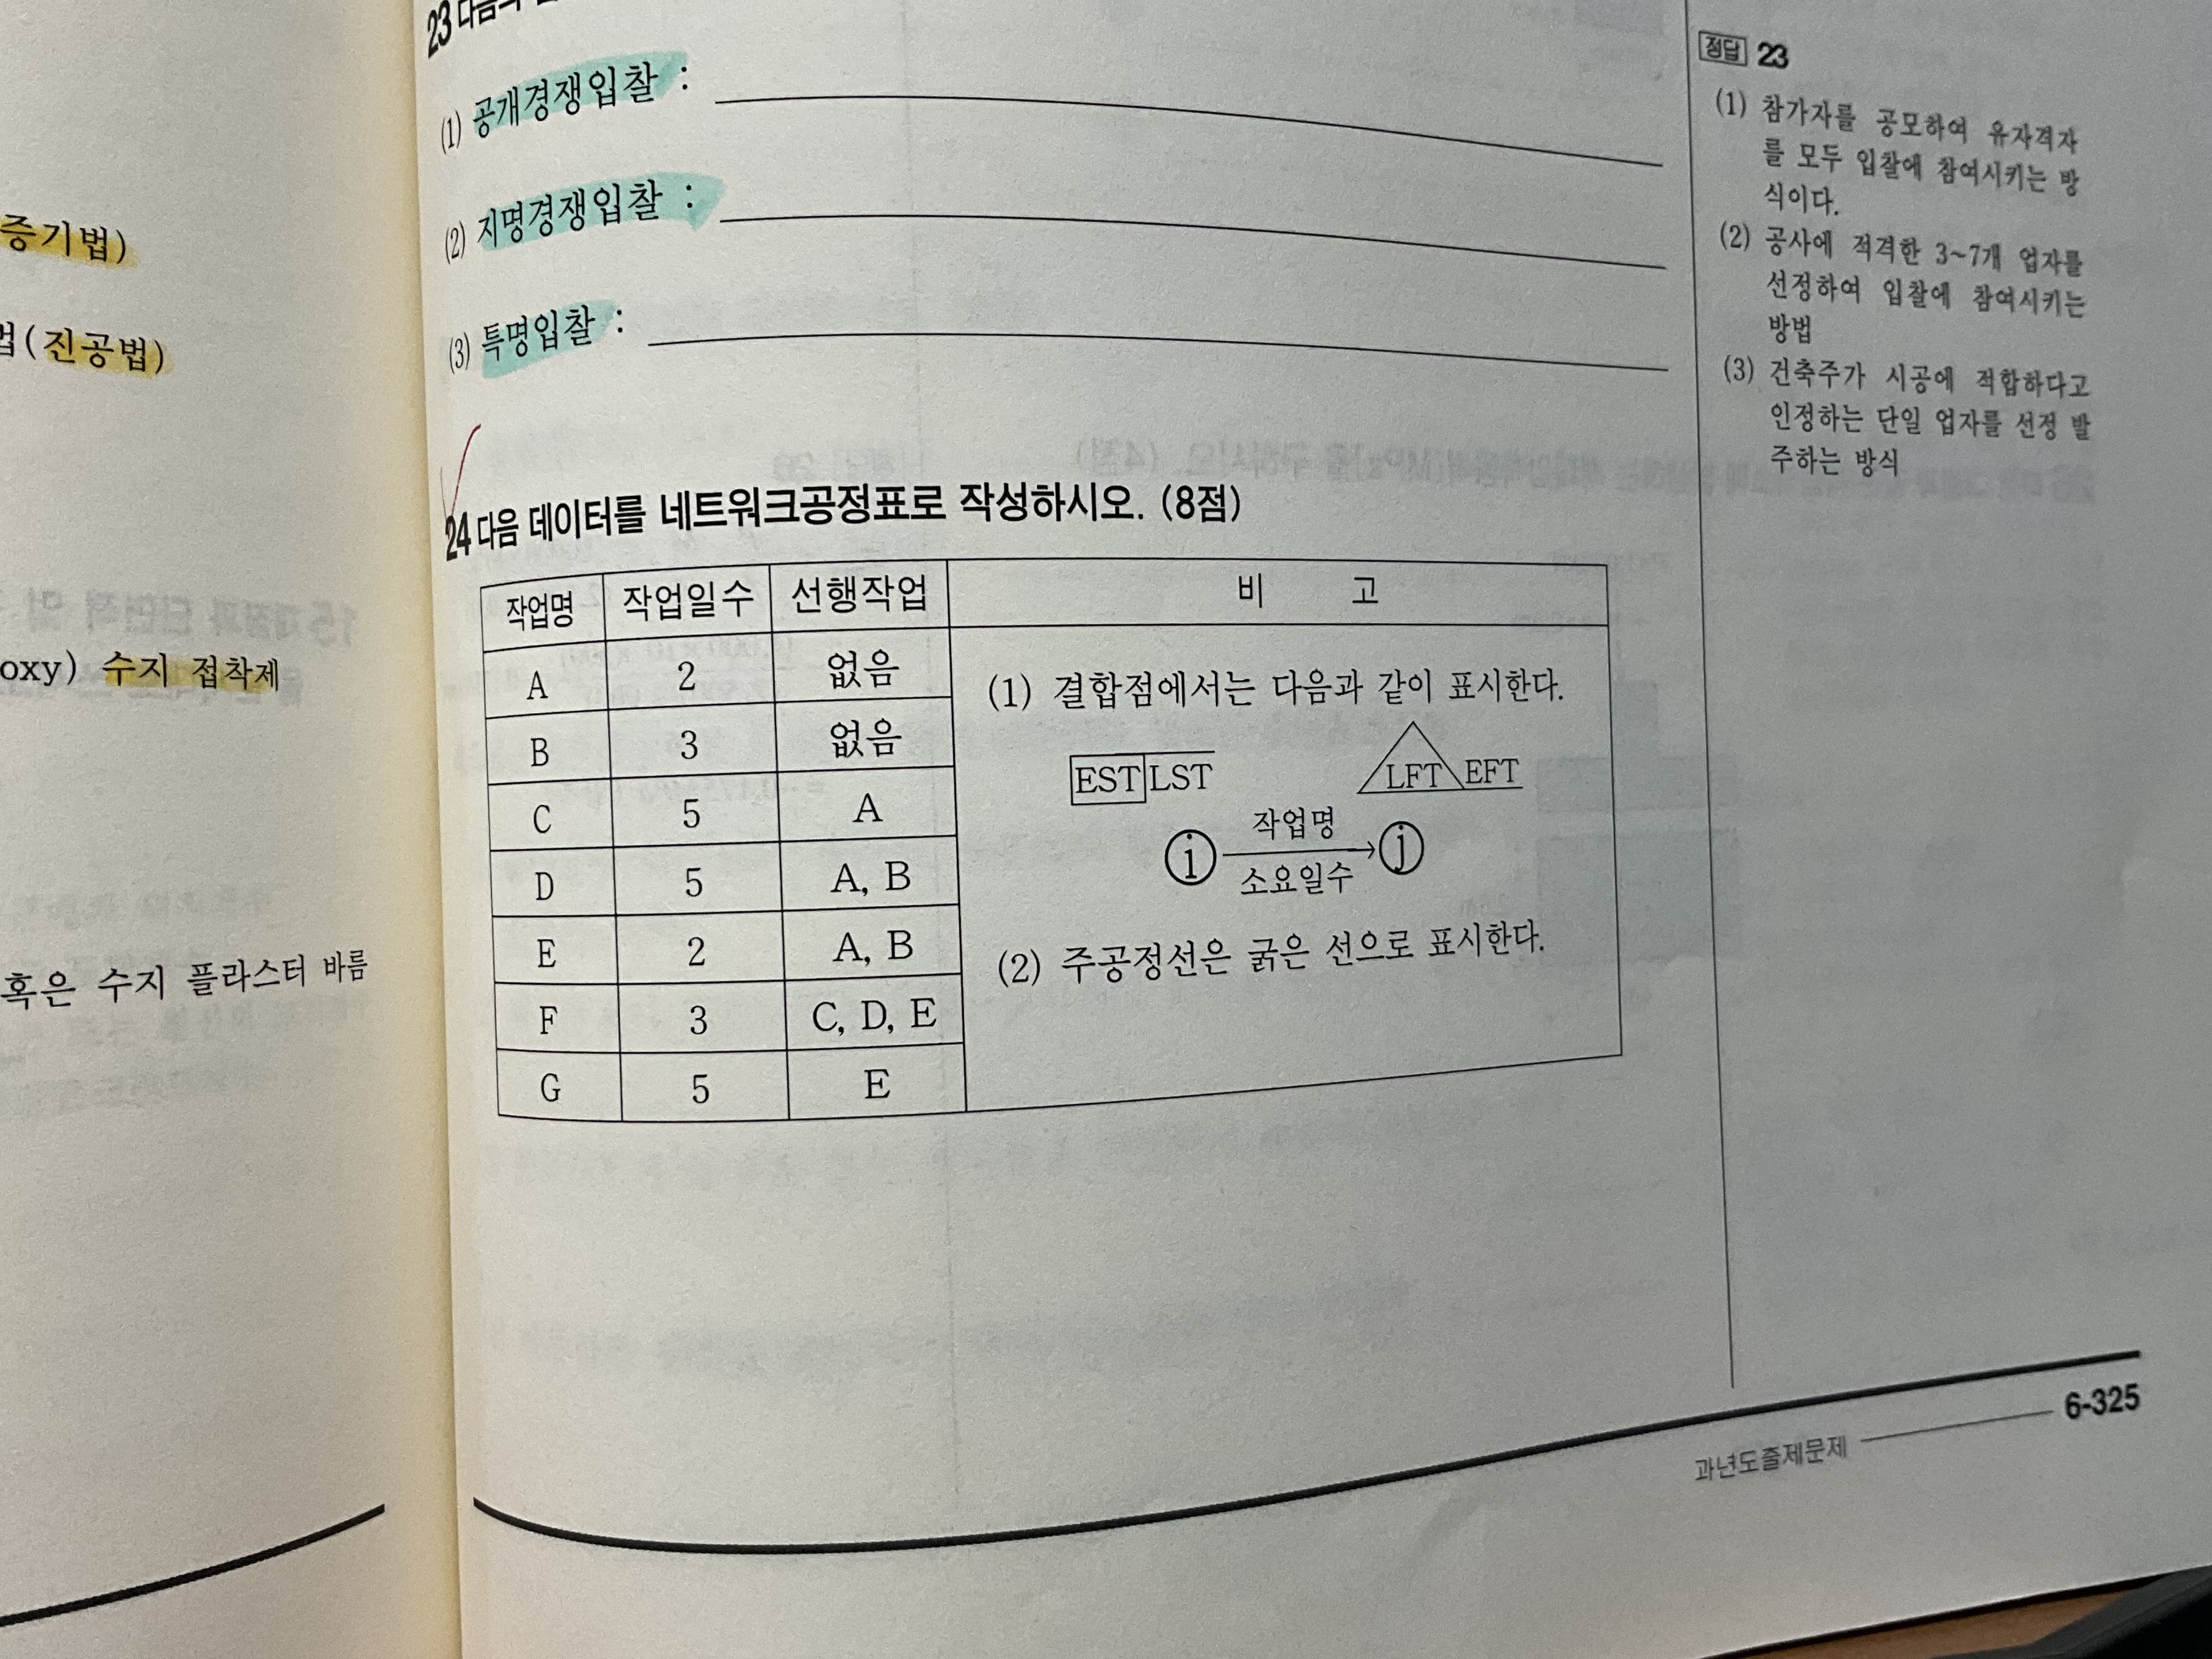 증기법)
법(진공법)
oxy) 수지 접착제
혹은 수지 플라스터 바름
23 다음의
(1) 공개경쟁입찰 :
(2) 지명경쟁입찰 :
(3) 특명입찰 :
24 다음 데이터를 네트워크공정표로 작성하시오. (8점)
작업명 작업일수 선행작업 비 고
A 2 없음
B 3 없음
C 5 A
D 5 A, B
E 2 A, B
F 3 C, D, E
G 5 E
(1) 결합점에서는 다음과 같이 표시한다.
EST LST LFT EFT
작업명
i j
소요일수
(2) 주공정선은 굵은 선으로 표시한다.
정답 23
(1) 참가자를 공모하여 유자격자
를 모두 입찰에 참여시키는 방
식이다.
(2) 공사에 적격한 3~7개 업자를
선정하여 입찰에 참여시키는
방법
(3) 건축주가 시공에 적합하다고
인정하는 단일 업자를 선정 발
주하는 방식
과년도출제문제 6-325